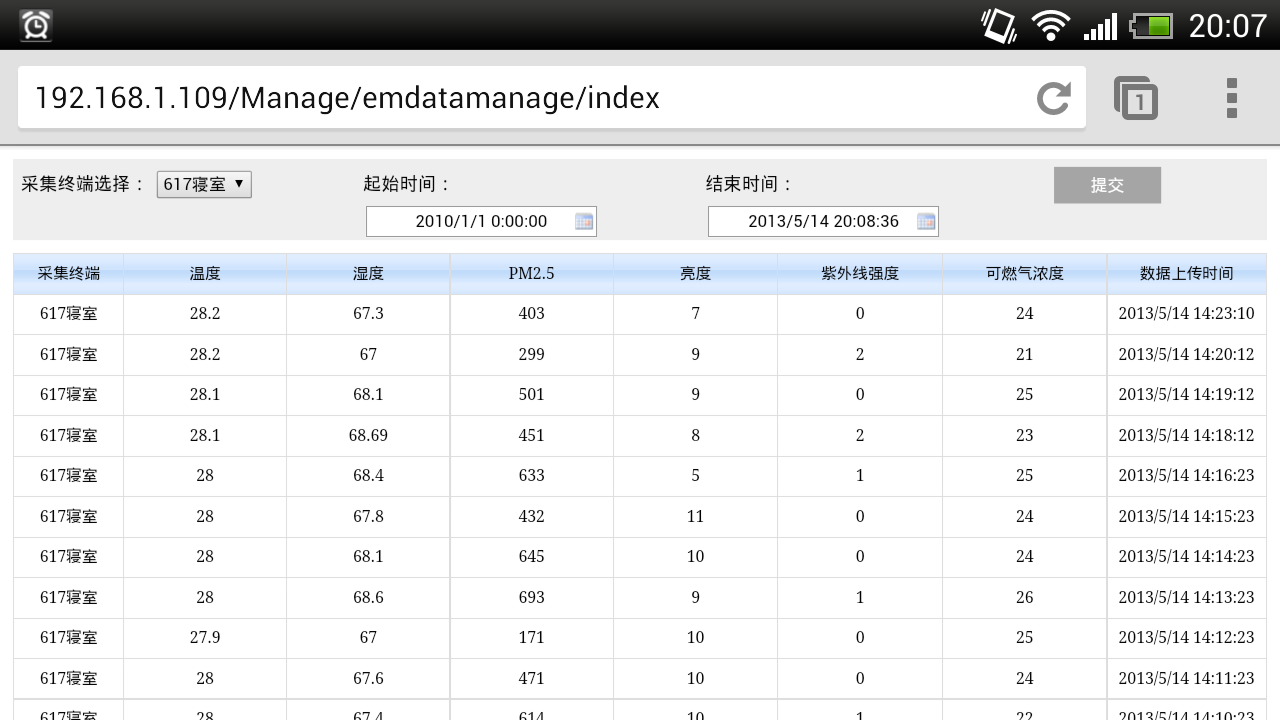 20:07
192.168.1.109/Manage/emdatamanage/index
1
采集终端选择： 617寝室 起始时间： 结束时间： 提交
2010/1/1 0:00:00 2013/5/14 20:08:36
采集终端 温度 湿度 PM2.5 亮度 紫外线强度 可燃气浓度 数据上传时间
617寝室 28.2 67.3 403 7 0 24 2013/5/14 14:23:10
617寝室 28.2 67 299 9 2 21 2013/5/14 14:20:12
617寝室 28.1 68.1 501 9 0 25 2013/5/14 14:19:12
617寝室 28.1 68.69 451 8 2 23 2013/5/14 14:18:12
617寝室 28 68.4 633 5 1 25 2013/5/14 14:16:23
617寝室 28 67.8 432 11 0 24 2013/5/14 14:15:23
617寝室 28 68.1 645 10 0 24 2013/5/14 14:14:23
617寝室 28 68.6 693 9 1 26 2013/5/14 14:13:23
617寝室 27.9 67 171 10 0 25 2013/5/14 14:12:23
617寝室 28 67.6 471 10 0 24 2013/5/14 14:11:23
617寝室 28 67.4 614 10 1 22 2013/5/14 14:10:23